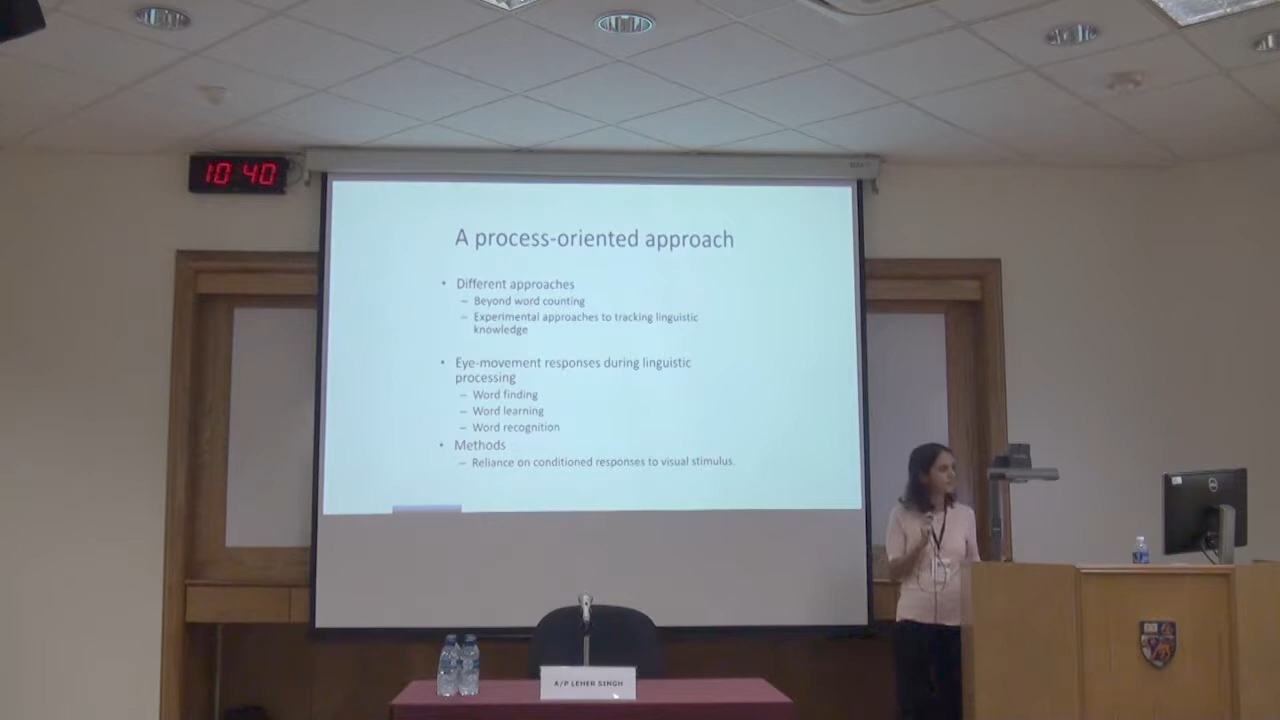 10 40
A process-oriented approach
• Different approaches
– Beyond word counting
– Experimental approaches to tracking linguistic
knowledge
• Eye-movement responses during linguistic
processing
– Word finding
– Word learning
– Word recognition
• Methods
– Reliance on conditioned responses to visual stimulus.
A/P LEHER SINGH
DELL